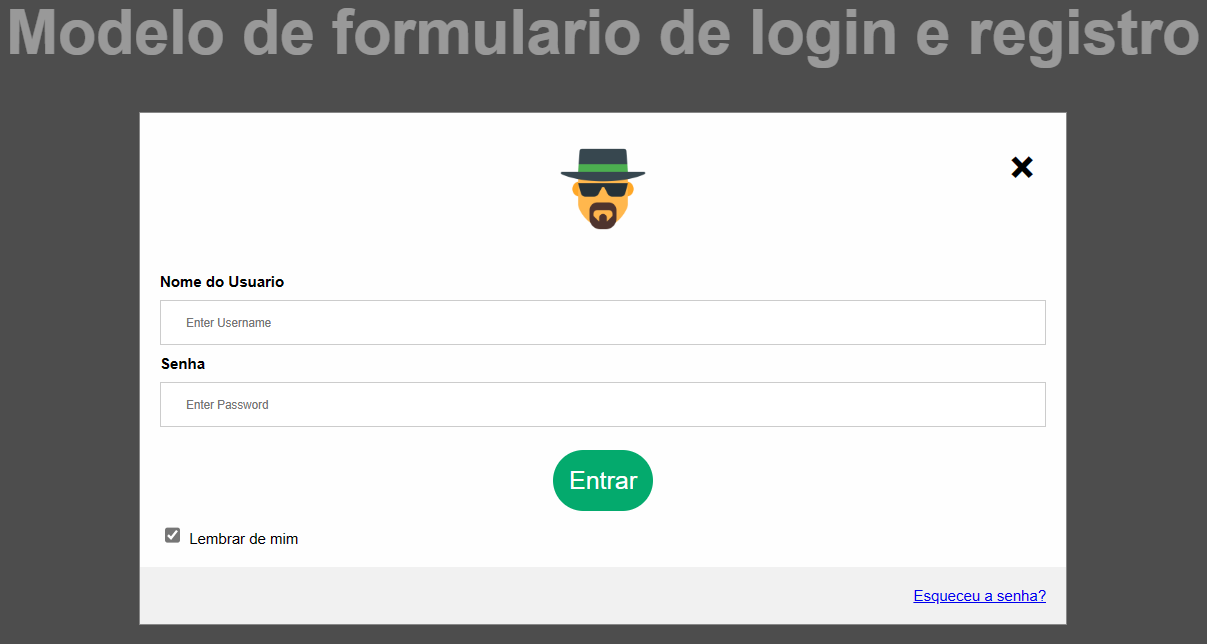 Modelo de formulario de login e registro
Nome do Usuario
Enter Username
Senha
Enter Password
Entrar
Lembrar de mim
Esqueceu a senha?